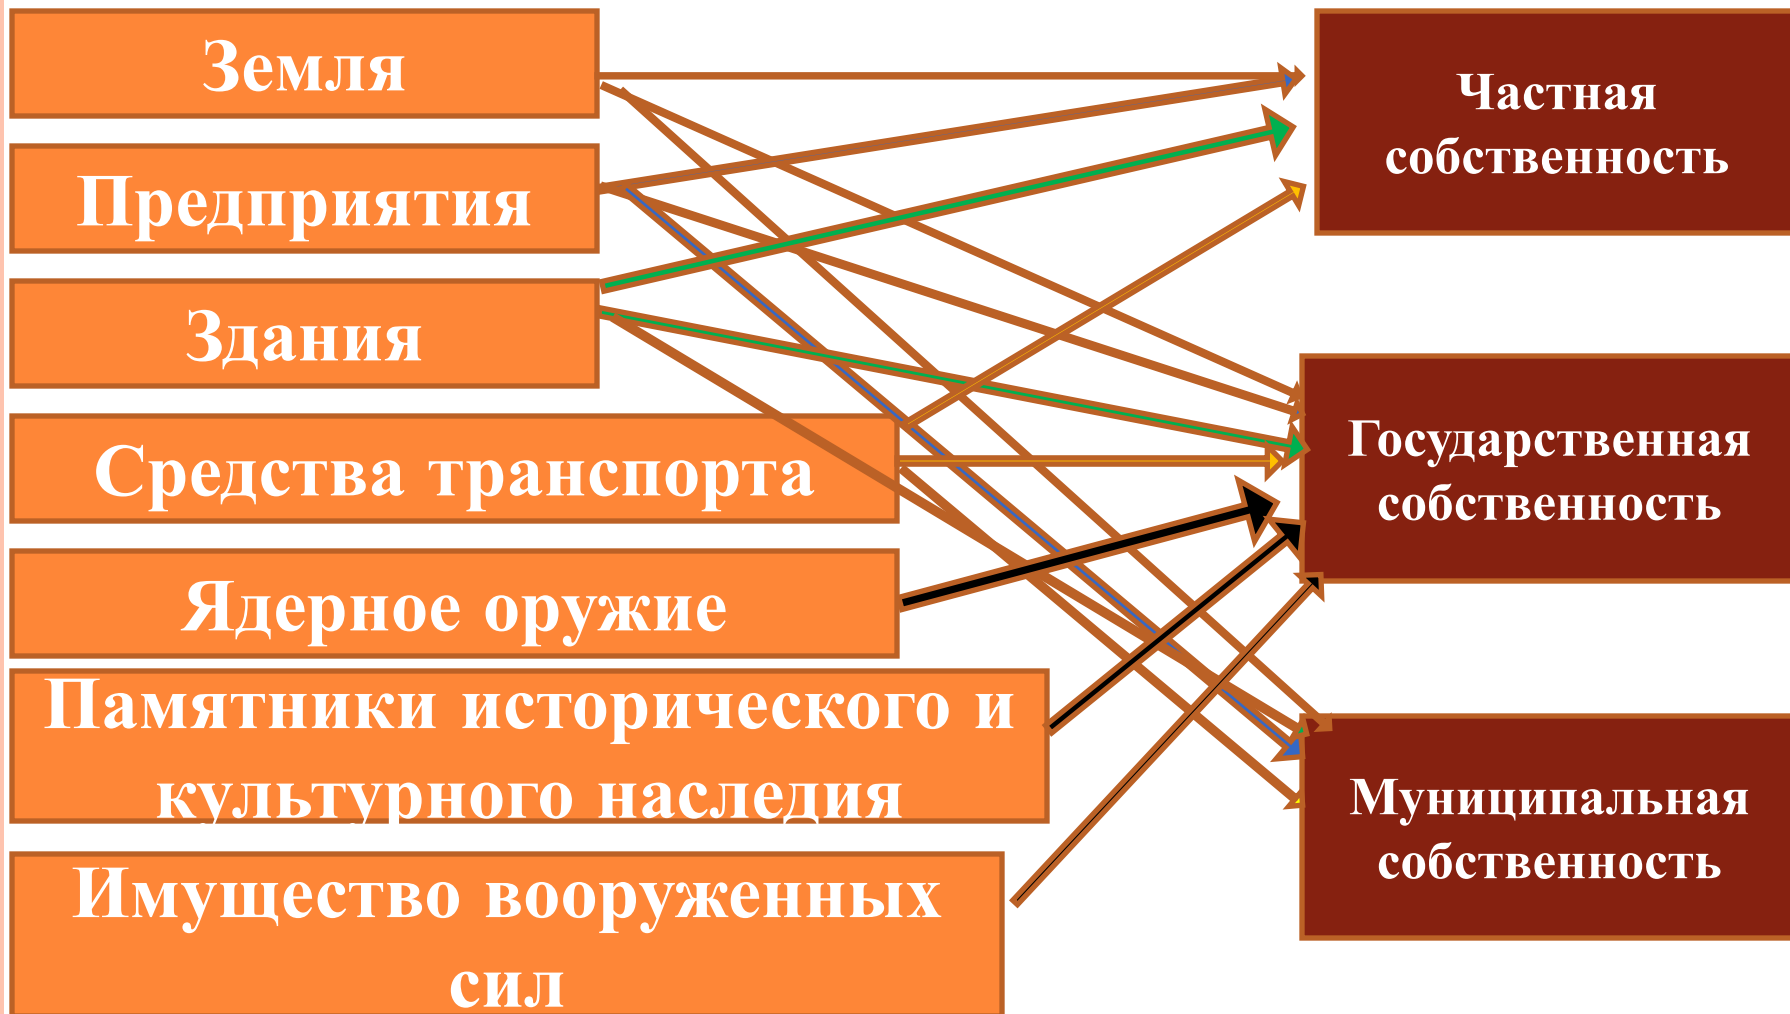 Земля
Предприятия
Здания
Средства транспорта
Ядерное оружие
Памятники исторического и
культурного наследия
Имущество вооруженных
сил
Частная
собственность
Государственная
собственность
Муниципальная
собственность